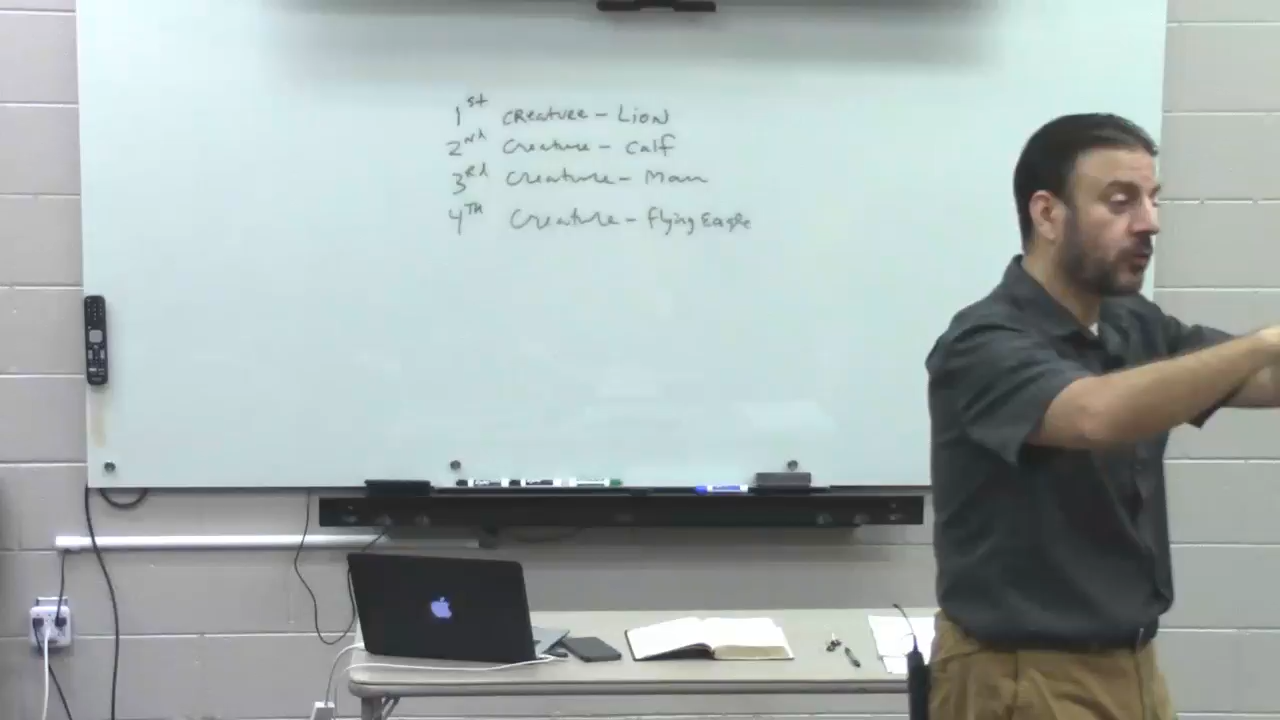 1st Creature - Lion
2nd Creature - Calf
3rd Creature - Man
4TH Creature - Flying Eagle